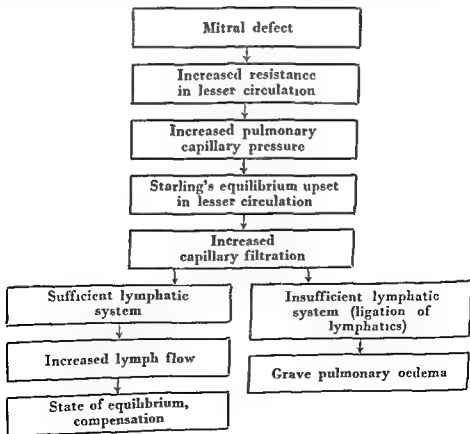 Mitral defect
Increased resistance
in lesser circulation
Increased pulmonary
capillary pressure
Starling's equilibrium upset
in lesser circulation
Increased
capillary filtration
Sufficient lymphatic
system
Increased lymph flow
State of equilibrium,
compensation
Insufficient lymphatic
system (ligation of
lymphatics)
Grave pulmonary oedema